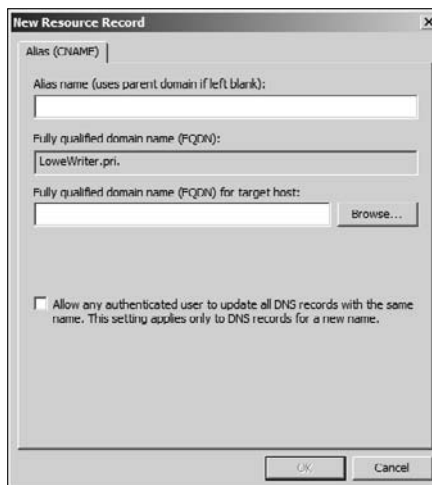 New Resource Record
Alias (CNAME)
Alias name (uses parent domain if left blank):
Fully qualified domain name (FQDN):
LoweWriter.pri.
Fully qualified domain name (FQDN) for target host:
Browse...
Allow any authenticated user to update all DNS records with the same
name. This setting applies only to DNS records for a new name.
OK
Cancel